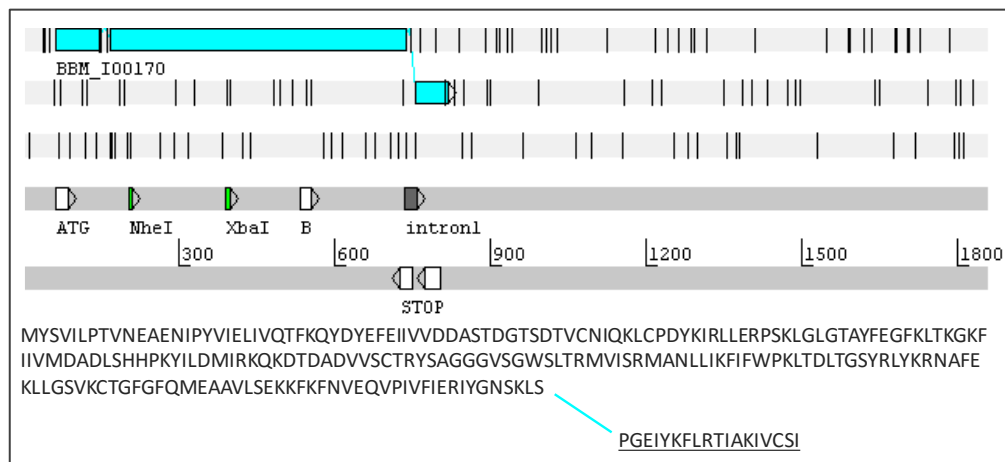 BBM_I00170
ATG NheI XbaI B intron1
300 600 900 1200 1500 1800
STOP
MYSVILPTVNEAENIPYVIELIVQTFKQYDYEFEIIVVDDASTDGTSDTVCNIQKLCPDYKIRLLERPSKLGLGTAYFEGFKLTKGKF
IIVMDADLSHHPKYILDMIRKQKDTDADVVSCTRYSAGGGVSGWSLTRMVISRMANLLIKFIFWPKLTDLTGSYRLYKRNAFE
KLLGSVKCTGFGFQMEAAVLSEKKFKFNVEQVPIVFIERIYGNSKLS
PGEIYKFLRTIAKIVCSI